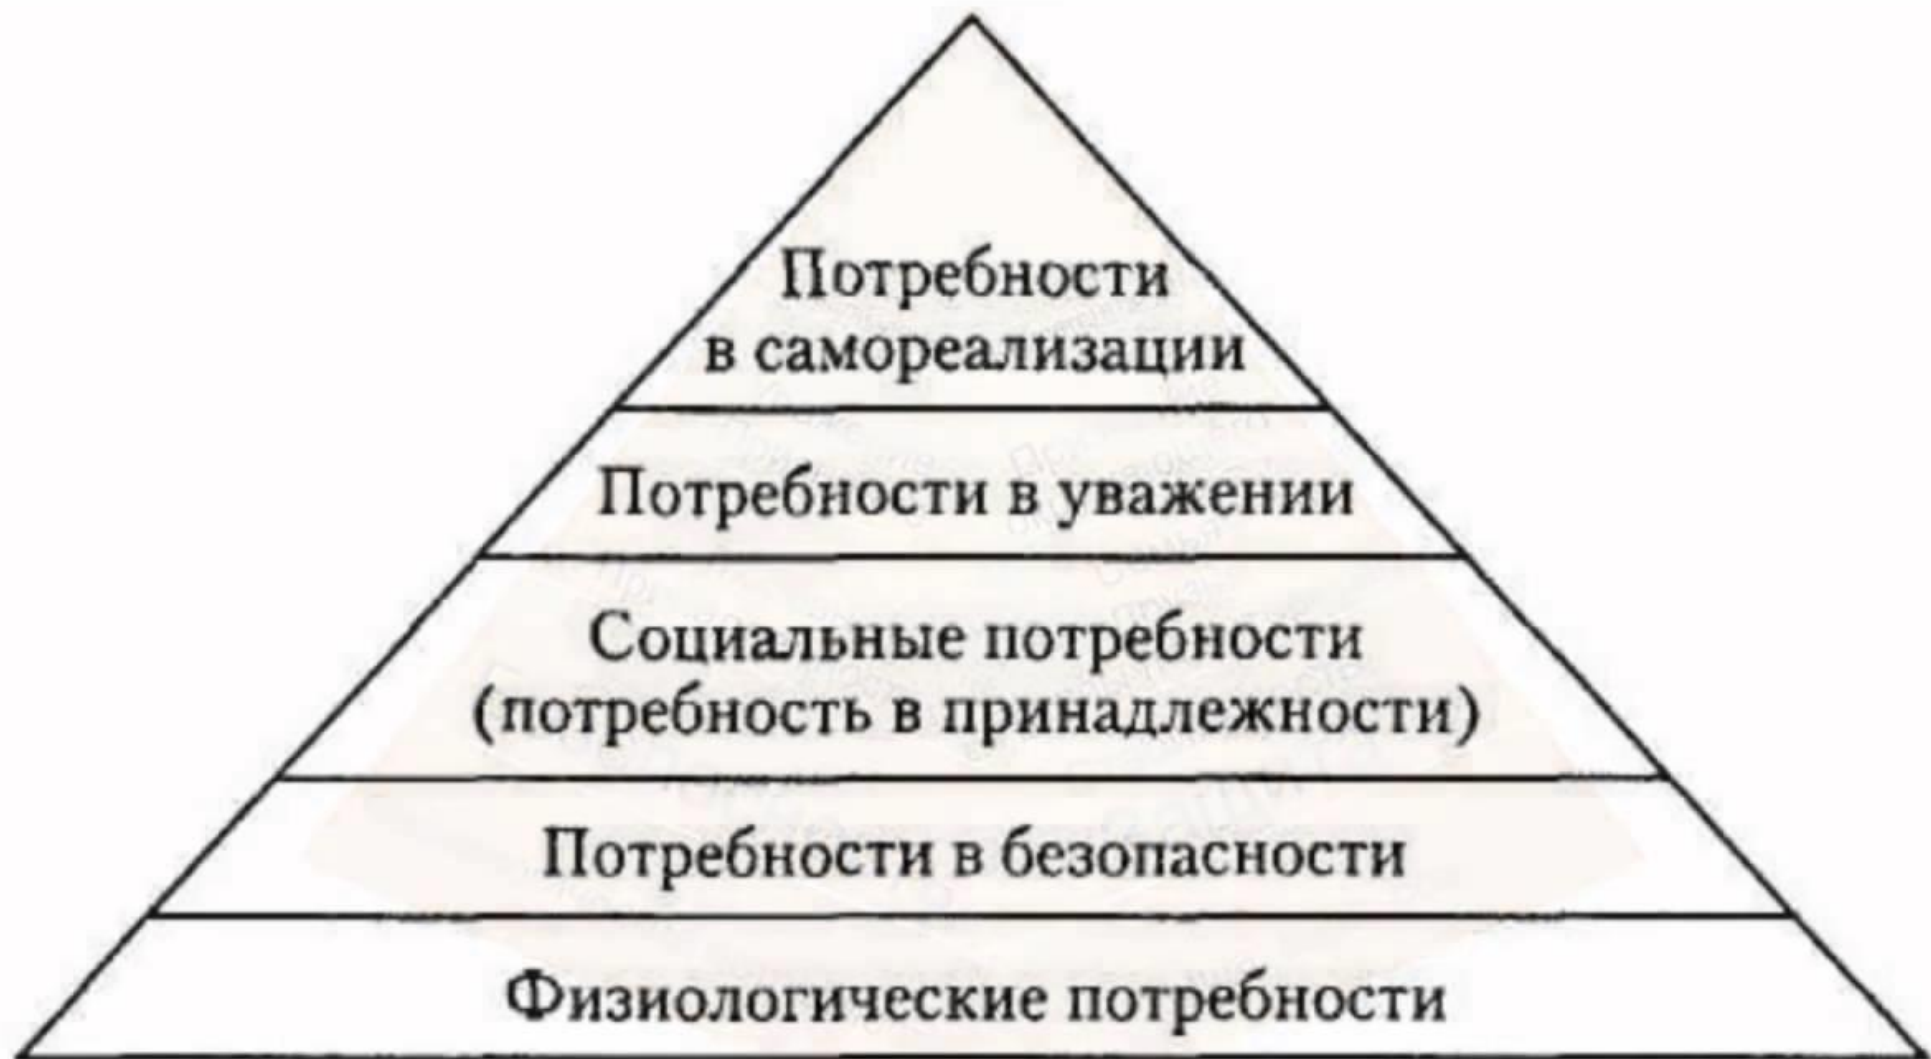 Потребности
в самореализации
Потребности в уважении
Социальные потребности
(потребность в принадлежности)
Потребности в безопасности
Физиологические потребности